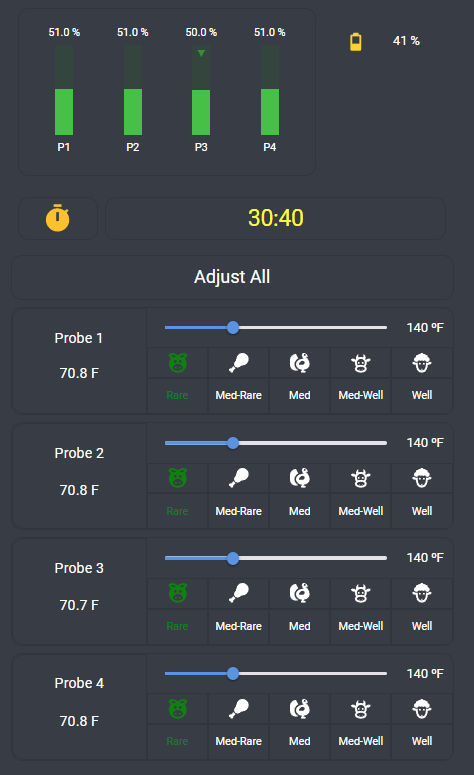 51.0 % 51.0 % 50.0 % 51.0 %
41 %
P1 P2 P3 P4
30:40
Adjust All
Probe 1
70.8 F
140 ºF
Rare Med-Rare Med Med-Well Well
Probe 2
70.8 F
140 ºF
Rare Med-Rare Med Med-Well Well
Probe 3
70.7 F
140 ºF
Rare Med-Rare Med Med-Well Well
Probe 4
70.8 F
140 ºF
Rare Med-Rare Med Med-Well Well